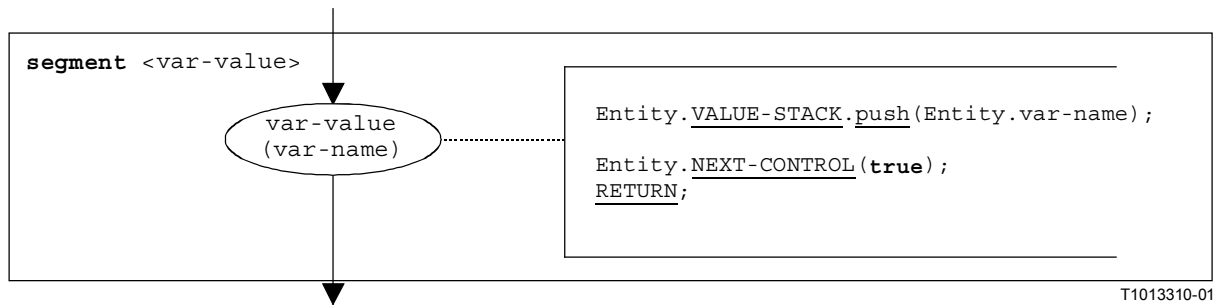 segment <var-value>
var-value
(var-name)
Entity.VALUE-STACK.push(Entity.var-name);
Entity.NEXT-CONTROL(true);
RETURN;
T1013310-01